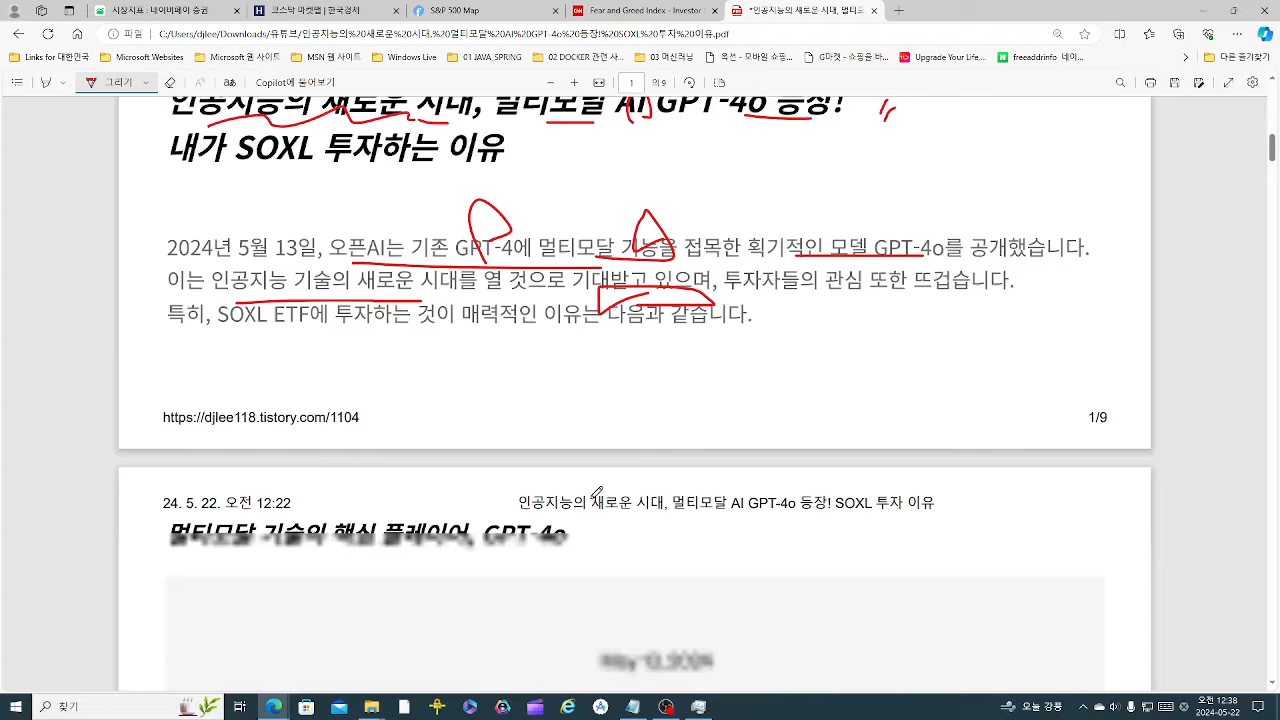 시장지표 : 네이버 증권
코스닥 마켓맵 | 한경코리아마켓
S&P 500 Map
Fear and Greed Index - Investor S
*인공지능의 새로운 시대, 멀티모
파일
C:/Users/djlee/Downloads/유튜브/인공지능의%20새로운%20시대,%20멀티모달%20AI%20GPT-4o%20등장!%20SOXL%20투자%20이유.pdf
Links for 대한민국
Microsoft Websites
MSN 웹 사이트
Windows Live
01 JAVA,SPRING
02 DCKER 관련사...
03 머신러닝
G마켓 - 쇼핑을 바...
Upgrade Your Life,...
freeaddrinfo 네이...
다른 즐겨찾기
그리기
Copilot에 물어보기
1 의 9
인공지능의 새로운 시대, 멀티모달 AI GPT-4o 등장!
내가 SOXL 투자하는 이유
2024년 5월 13일, 오픈AI는 기존 GPT-4에 멀티모달 기능을 접목한 획기적인 모델 GPT-4o를 공개했습니다.
이는 인공지능 기술의 새로운 시대를 열 것으로 기대받고 있으며, 투자자들의 관심 또한 뜨겁습니다.
특히, SOXL ETF에 투자하는 것이 매력적인 이유는 다음과 같습니다.
https://djlee118.tistory.com/1104
1/9
24. 5. 22. 오전 12:22
인공지능의 새로운 시대, 멀티모달 AI GPT-4o 등장! SOXL 투자 이유
멀티모달 기술의 핵심 플레이어, GPT-4o
May 13, 2024
찾기
오늘 강풍
오전 12:38